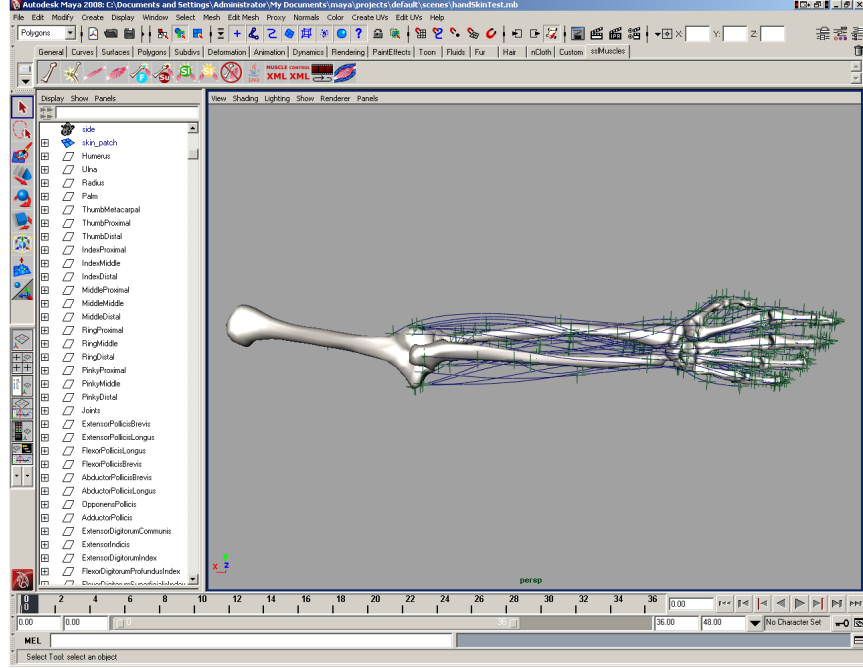 Autodesk Maya 2008: C:\Documents and Settings\Administrator\My Documents\maya\projects\default\scenes\handSkinTest.mb
File Edit Modify Create Display Window Select Mesh Edit Mesh Proxy Normals Color Create UVs Edit UVs Help
Polygons X: Y: Z:
General Curves Surfaces Polygons Subdivs Deformation Animation Dynamics Rendering PaintEffects Toon Fluids Fur Hair nCloth Custom sslMuscles
MUSCLE CONTROL
XML XML
Display Show Panels
View Shading Lighting Show Renderer Panels
side
skin_patch
Humerus
Ulna
Radius
Palm
ThumbMetacarpal
ThumbProximal
ThumbDistal
IndexProximal
IndexMiddle
IndexDistal
MiddleProximal
MiddleMiddle
MiddleDistal
RingProximal
RingMiddle
RingDistal
PinkyProximal
PinkyMiddle
PinkyDistal
Joints
ExtensorPollicisBrevis
ExtensorPollicisLongus
FlexorPollicisLongus
FlexorPollicisBrevis
AbductorPollicisBrevis
AbductorPollicisLongus
OpponensPollicis
AdductorPollicis
ExtensorDigitorumCommunis
ExtensorIndicis
ExtensorDigitorumIndex
FlexorDigitorumProfundusIndex
FlexorDigitorumSuperficialisIndex
x z
persp
0 2 4 6 8 10 12 14 16 18 20 22 24 26 28 30 32 34 36 0.00
0.00 0.00 0 36 36.00 48.00 No Character Set
MEL
Select Tool: select an object